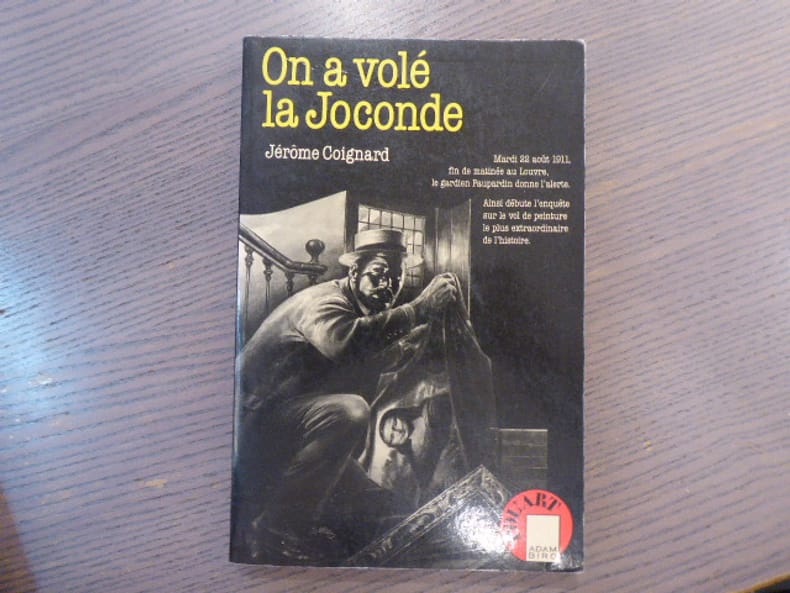 On a volé
la Joconde
Jérôme Coignard
Mardi 22 août 1911,
fin de matinée au Louvre,
le gardien Paupardin donne l'alerte.
Ainsi débute l'enquête
sur le vol de peinture
le plus extraordinaire
de l'histoire.
ADAM
BIRO